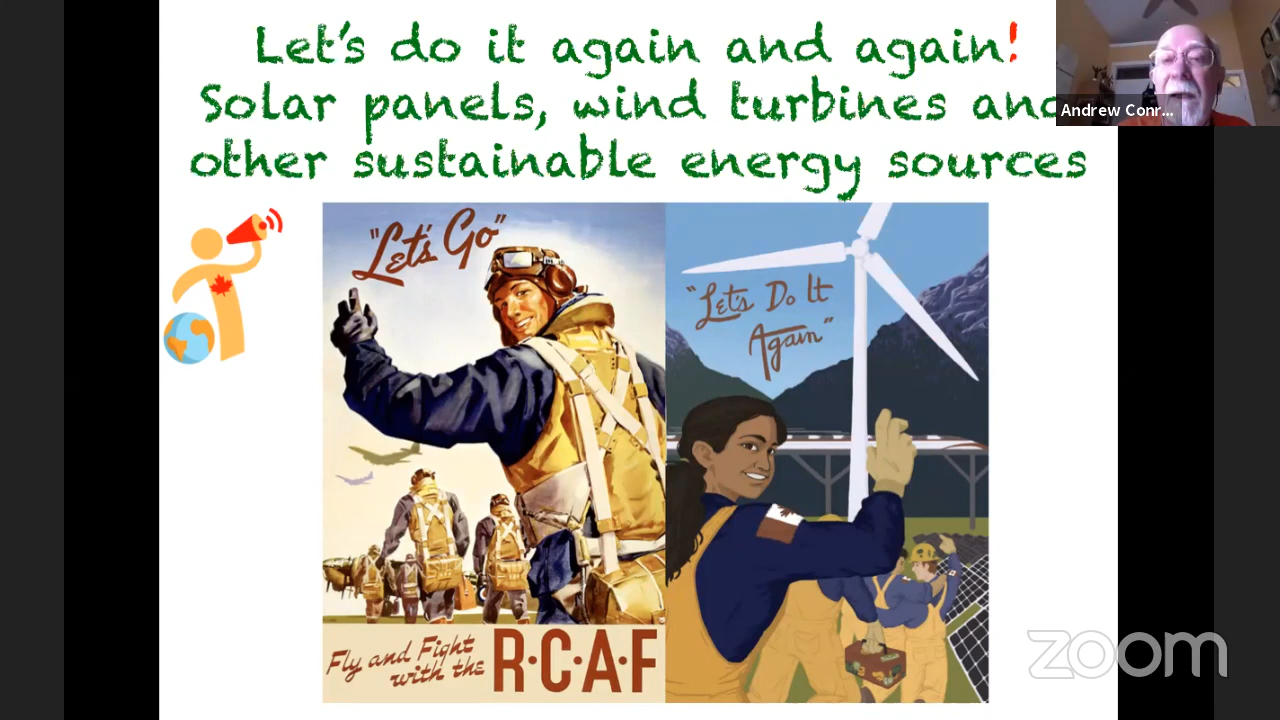 Let's do it again and again!
Solar panels, wind turbines and
other sustainable energy sources
Andrew Conr...
"Let's Go"
"Let's Do It
Again"
Fly and Fight
with the R·C·A·F
zoom